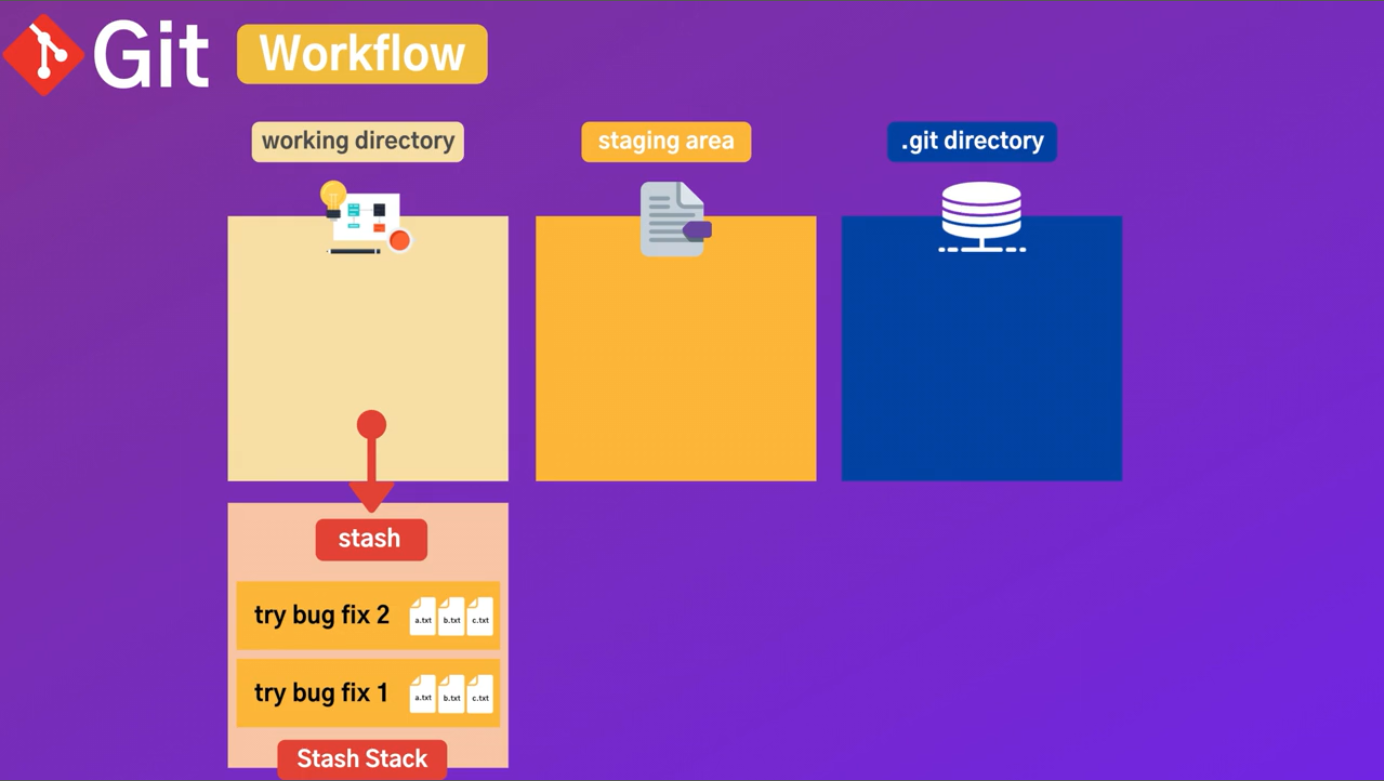 Git Workflow
working directory
staging area
.git directory
stash
try bug fix 2
a.txt b.txt c.txt
try bug fix 1
a.txt b.txt c.txt
Stash Stack